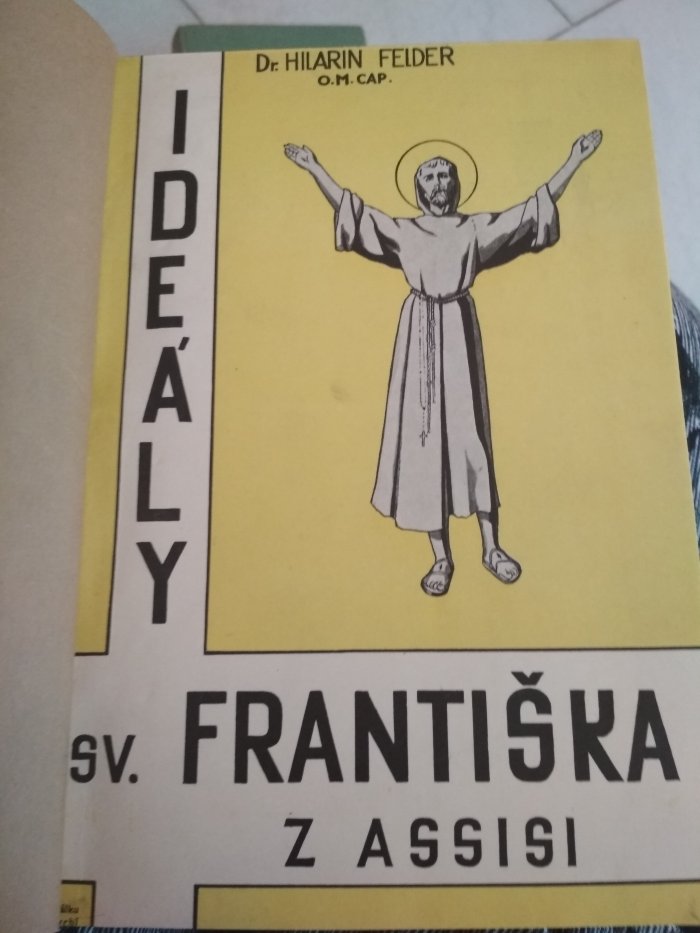 Dr. HILARIN FELDER
O.M.CAP.
IDEÁLY
SV. FRANTIŠKA
Z ASSISI